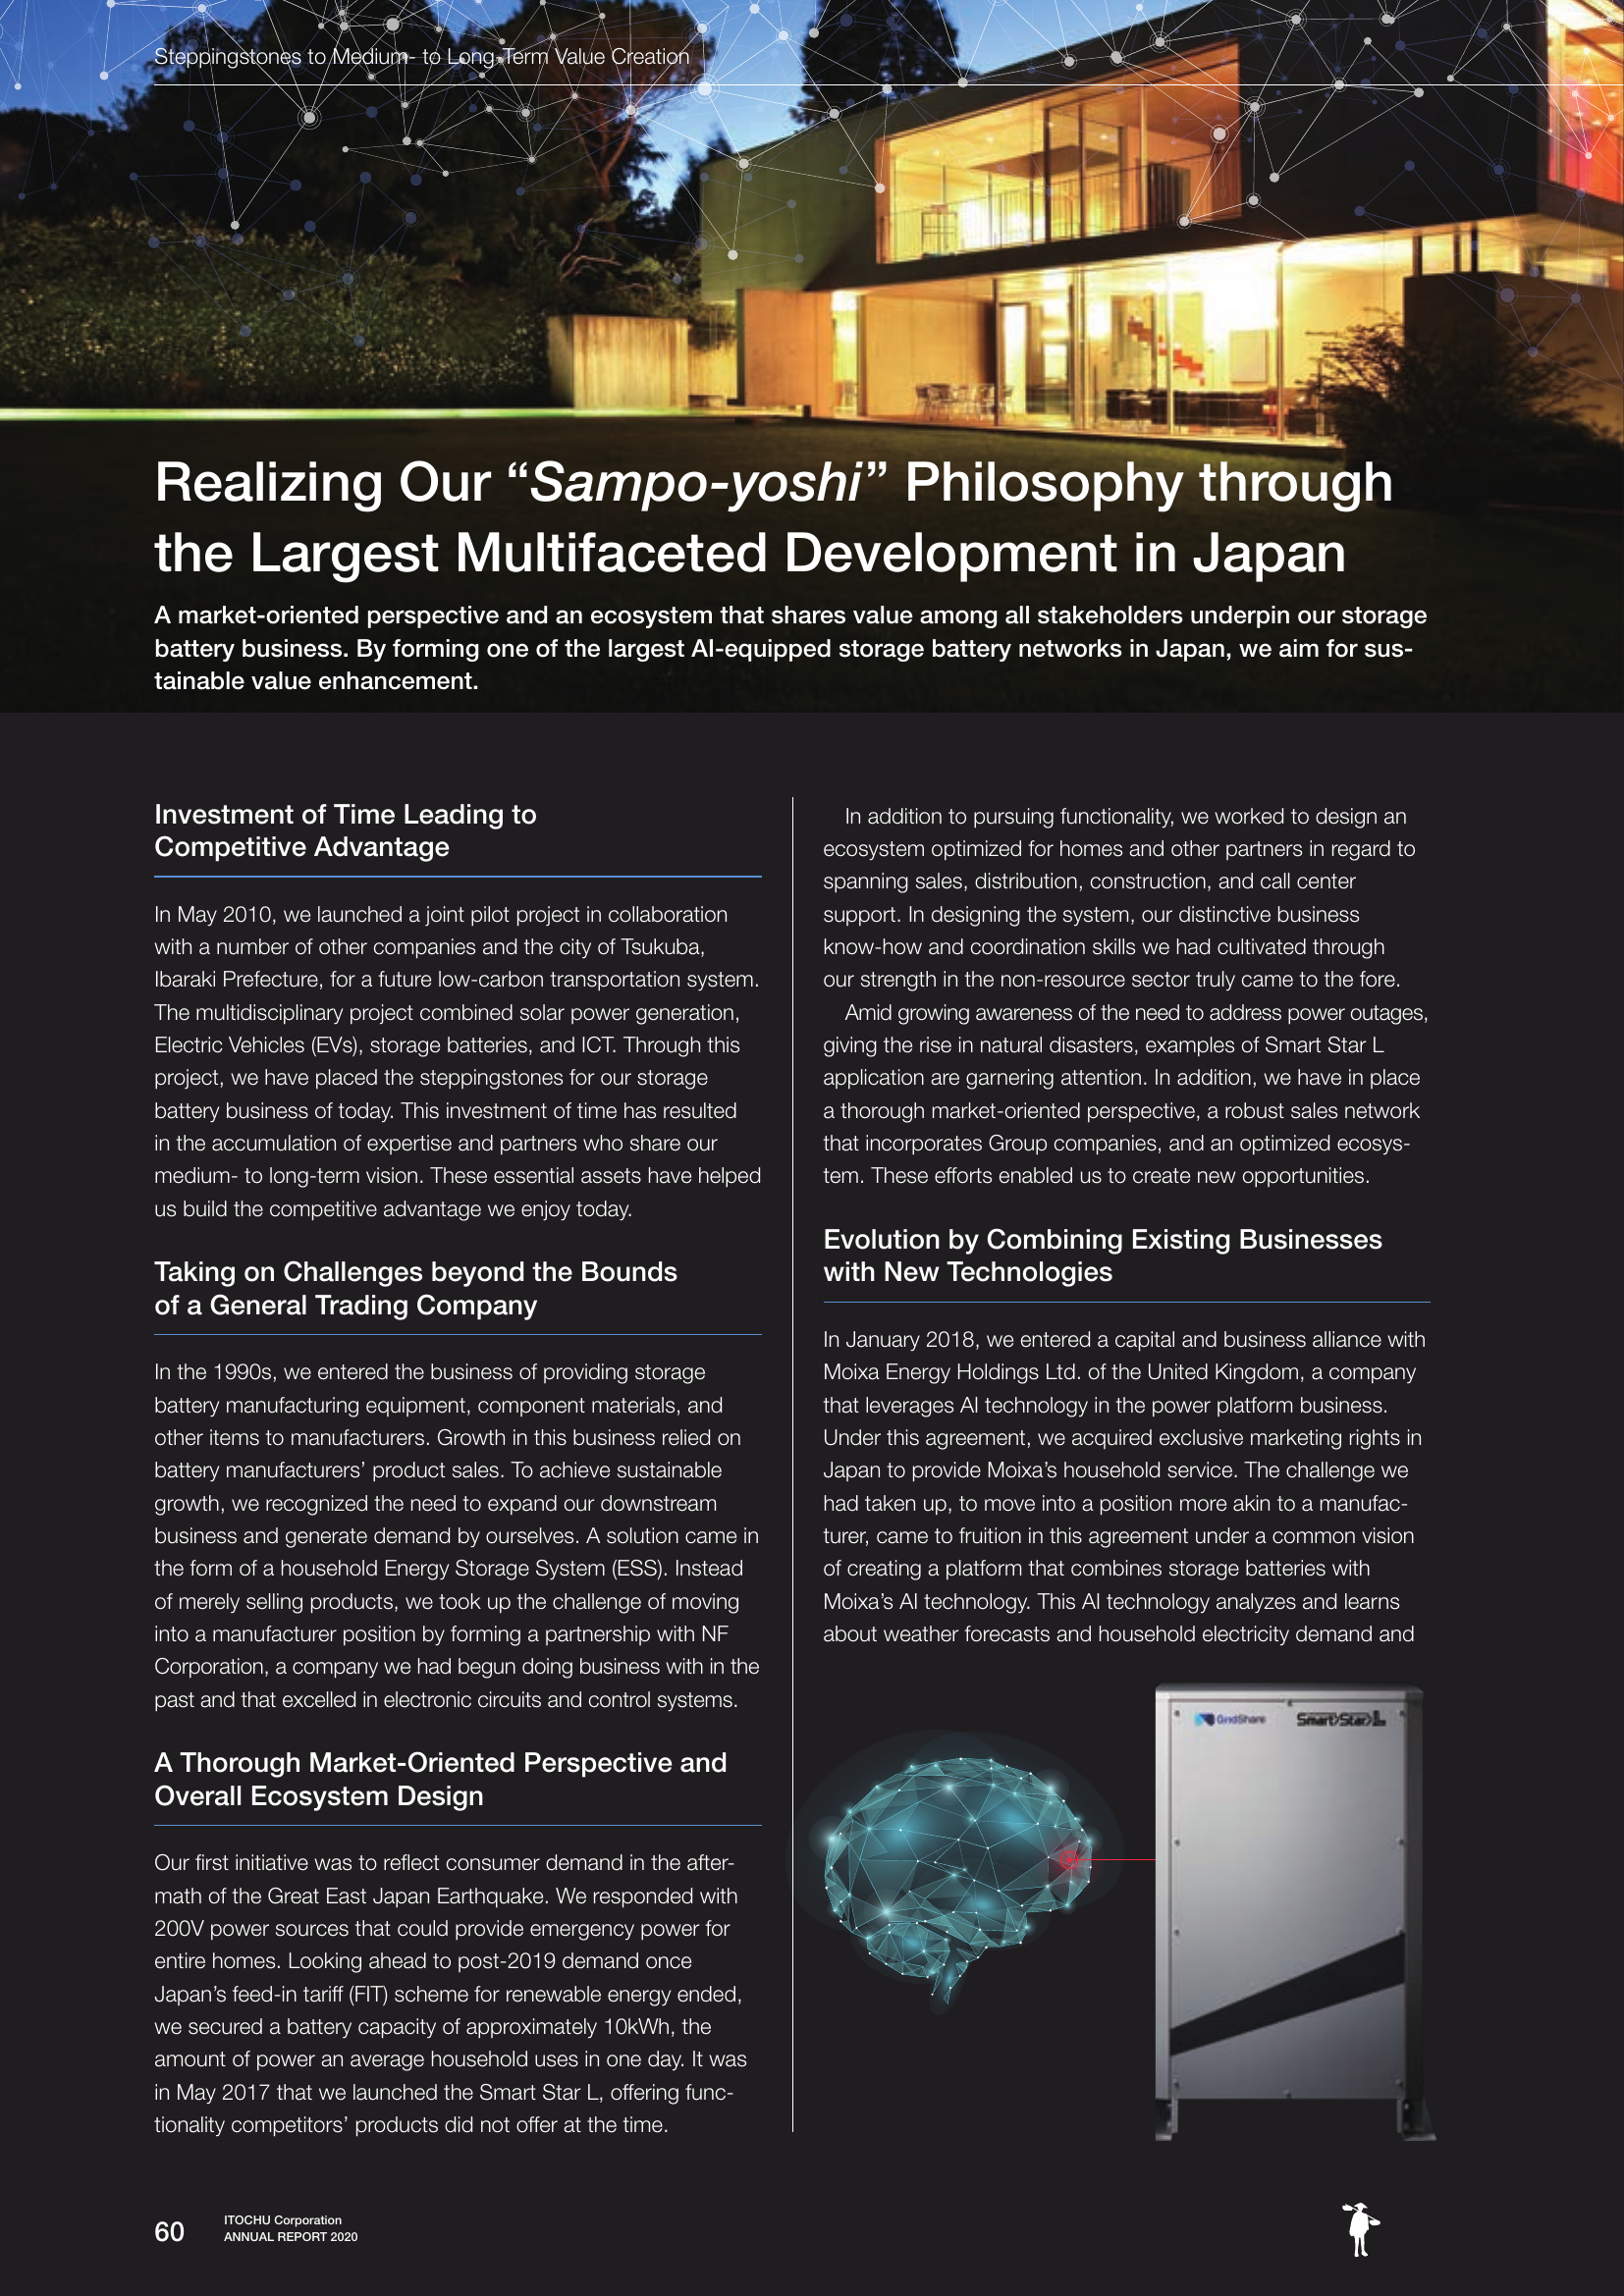 Steppingstones to Medium- to Long-Term Value Creation
Realizing Our “Sampo-yoshi” Philosophy through
the Largest Multifaceted Development in Japan
A market-oriented perspective and an ecosystem that shares value among all stakeholders underpin our storage
battery business. By forming one of the largest AI-equipped storage battery networks in Japan, we aim for sus-
tainable value enhancement.
Investment of Time Leading to
Competitive Advantage
In May 2010, we launched a joint pilot project in collaboration
with a number of other companies and the city of Tsukuba,
Ibaraki Prefecture, for a future low-carbon transportation system.
The multidisciplinary project combined solar power generation,
Electric Vehicles (EVs), storage batteries, and ICT. Through this
project, we have placed the steppingstones for our storage
battery business of today. This investment of time has resulted
in the accumulation of expertise and partners who share our
medium- to long-term vision. These essential assets have helped
us build the competitive advantage we enjoy today.
Taking on Challenges beyond the Bounds
of a General Trading Company
In the 1990s, we entered the business of providing storage
battery manufacturing equipment, component materials, and
other items to manufacturers. Growth in this business relied on
battery manufacturers’ product sales. To achieve sustainable
growth, we recognized the need to expand our downstream
business and generate demand by ourselves. A solution came in
the form of a household Energy Storage System (ESS). Instead
of merely selling products, we took up the challenge of moving
into a manufacturer position by forming a partnership with NF
Corporation, a company we had begun doing business with in the
past and that excelled in electronic circuits and control systems.
A Thorough Market-Oriented Perspective and
Overall Ecosystem Design
Our first initiative was to reflect consumer demand in the after-
math of the Great East Japan Earthquake. We responded with
200V power sources that could provide emergency power for
entire homes. Looking ahead to post-2019 demand once
Japan’s feed-in tariff (FIT) scheme for renewable energy ended,
we secured a battery capacity of approximately 10kWh, the
amount of power an average household uses in one day. It was
in May 2017 that we launched the Smart Star L, offering func-
tionality competitors’ products did not offer at the time.
In addition to pursuing functionality, we worked to design an
ecosystem optimized for homes and other partners in regard to
spanning sales, distribution, construction, and call center
support. In designing the system, our distinctive business
know-how and coordination skills we had cultivated through
our strength in the non-resource sector truly came to the fore.
Amid growing awareness of the need to address power outages,
giving the rise in natural disasters, examples of Smart Star L
application are garnering attention. In addition, we have in place
a thorough market-oriented perspective, a robust sales network
that incorporates Group companies, and an optimized ecosys-
tem. These efforts enabled us to create new opportunities.
Evolution by Combining Existing Businesses
with New Technologies
In January 2018, we entered a capital and business alliance with
Moixa Energy Holdings Ltd. of the United Kingdom, a company
that leverages AI technology in the power platform business.
Under this agreement, we acquired exclusive marketing rights in
Japan to provide Moixa’s household service. The challenge we
had taken up, to move into a position more akin to a manufac-
turer, came to fruition in this agreement under a common vision
of creating a platform that combines storage batteries with
Moixa’s AI technology. This AI technology analyzes and learns
about weather forecasts and household electricity demand and
GridShare
Smart Star L
60
ITOCHU Corporation
ANNUAL REPORT 2020